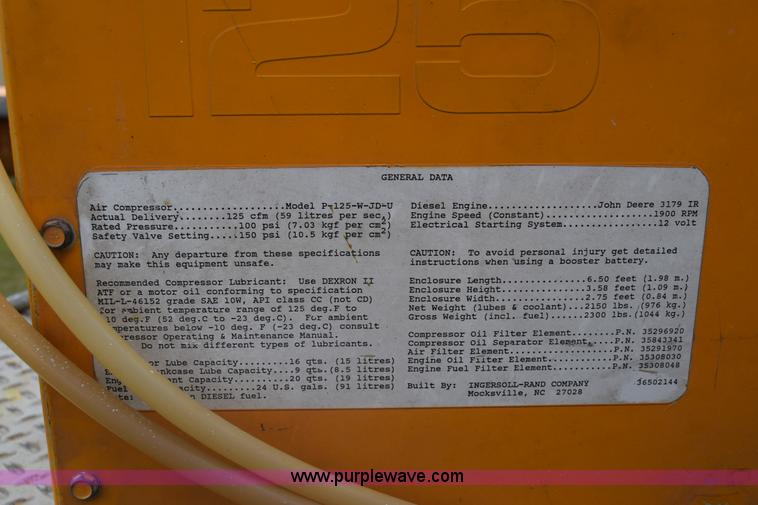 125
GENERAL DATA
Air Compressor....................Model P-125-W-JD-U
Actual Delivery........125 cfm (59 litres per sec.)
Rated Pressure...........100 psi (7.03 kgf per cm²)
Safety Valve Setting.....150 psi (10.5 kgf per cm²)
CAUTION: Any departure from these specifications
may make this equipment unsafe.
Recommended Compressor Lubricant: Use DEXRON II
ATF or a motor oil conforming to specification
MIL-L-46152 grade SAE 10W, API class CC (not CD)
for ambient temperature range of 125 deg.F to
10 deg.F (52 deg.C to -23 deg.C). For ambient
peratures below -10 deg. F (-23 deg.C) consult
ressor Operating & Maintenance Manual.
Do not mix different types of lubricants.
or Lube Capacity.........16 qts. (15 litres)
nkcase Lube Capacity....9 qts.(8.5 litres)
Eng ant Capacity..........20 qts. (19 litres)
Fuel acity........24 U.S. gals. (91 litres)
n DIESEL fuel.
Diesel Engine....................John Deere 3179 IR
Engine Speed (Constant)...................1900 RPM
Electrical Starting System.................12 volt
CAUTION: To avoid personal injury get detailed
instructions when using a booster battery.
Enclosure Length...............6.50 feet (1.98 m.)
Enclosure Height...............3.58 feet (1.09 m.)
Enclosure Width................2.75 feet (0.84 m.)
Net Weight (lubes & coolant)...2150 lbs. (976 kg.)
Gross Weight (incl. fuel)......2300 lbs.(1044 kg.)
Compressor Oil Filter Element........P.N. 35296920
Compressor Oil Separator Element.....P.N. 35843341
Air Filter Element...................P.N. 35291970
Engine Oil Filter Element............P.N. 35308030
Engine Fuel Filter Element...........P.N. 35308048
Built By: INGERSOLL-RAND COMPANY 36502144
Mocksville, NC 27028
www.purplewave.com